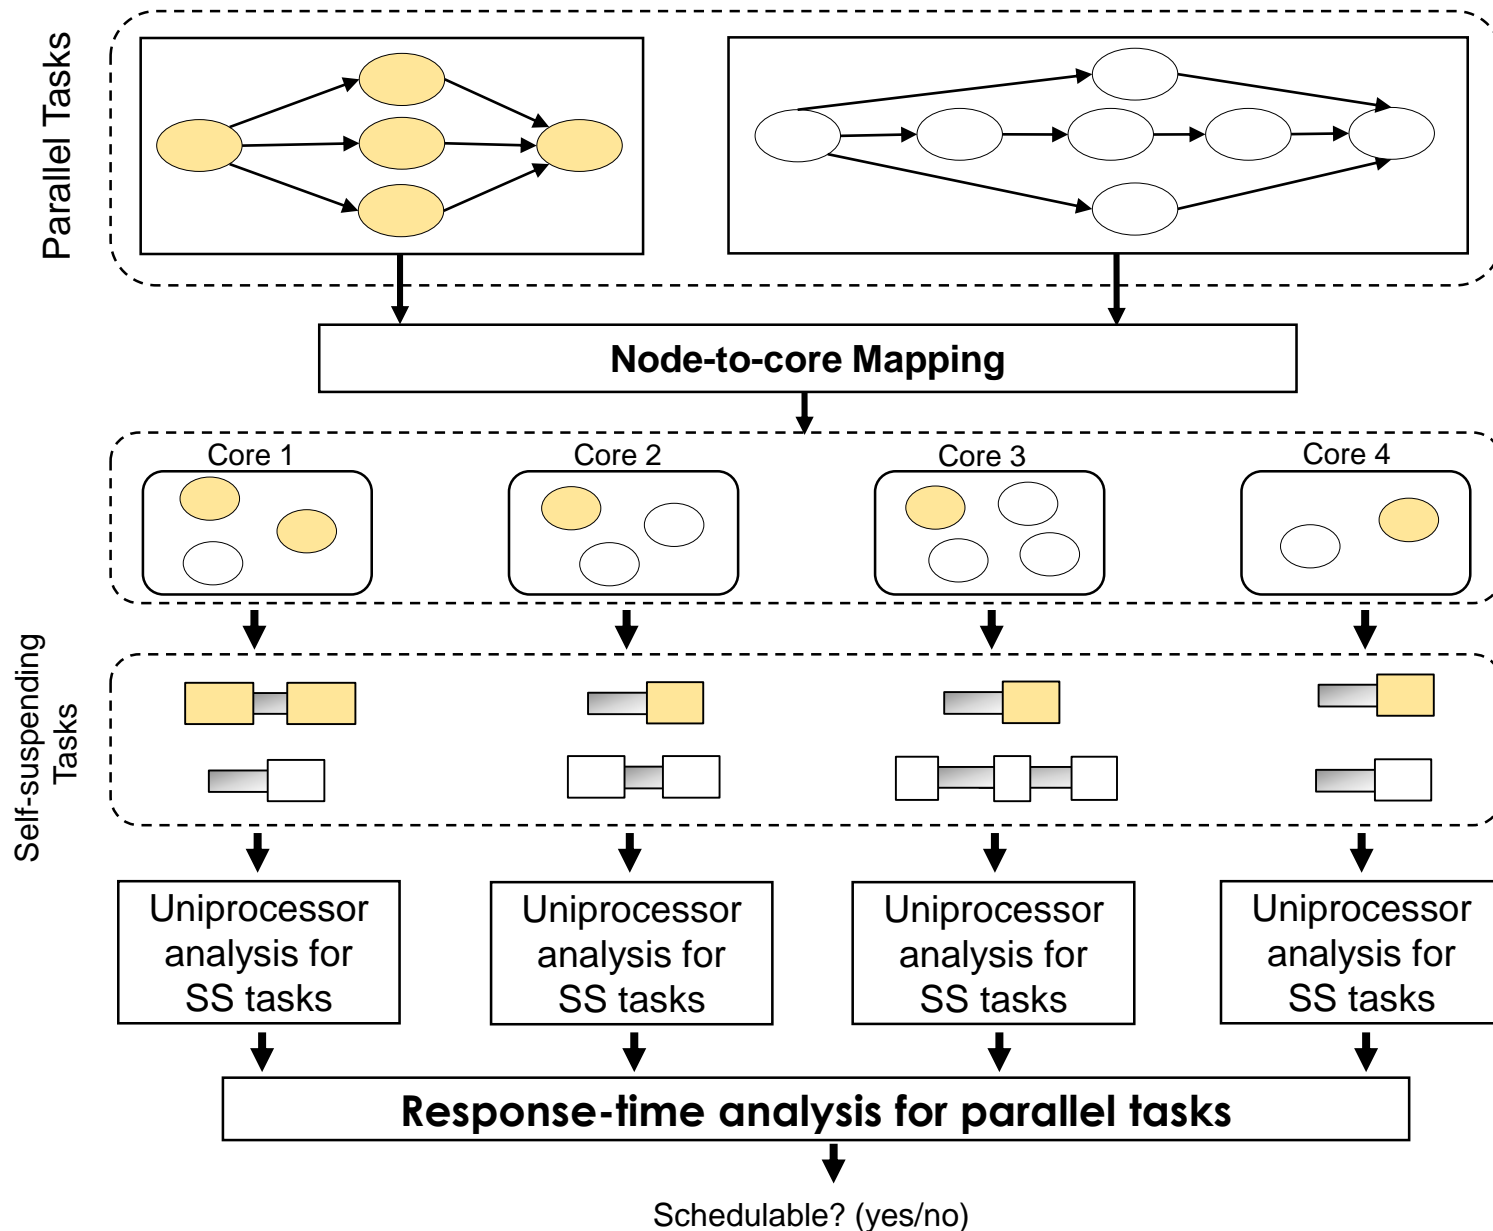 Parallel Tasks
Node-to-core Mapping
Core 1
Core 2
Core 3
Core 4
Self-suspending
Tasks
Uniprocessor
analysis for
SS tasks
Uniprocessor
analysis for
SS tasks
Uniprocessor
analysis for
SS tasks
Uniprocessor
analysis for
SS tasks
Response-time analysis for parallel tasks
Schedulable? (yes/no)